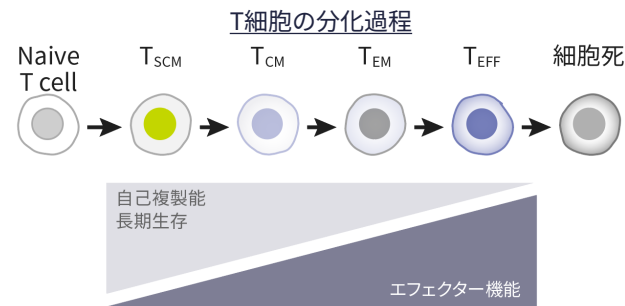 T細胞の分化過程
Naive
T cell
TSCM
TCM
TEM
TEFF
細胞死
自己複製能
長期生存
エフェクター機能